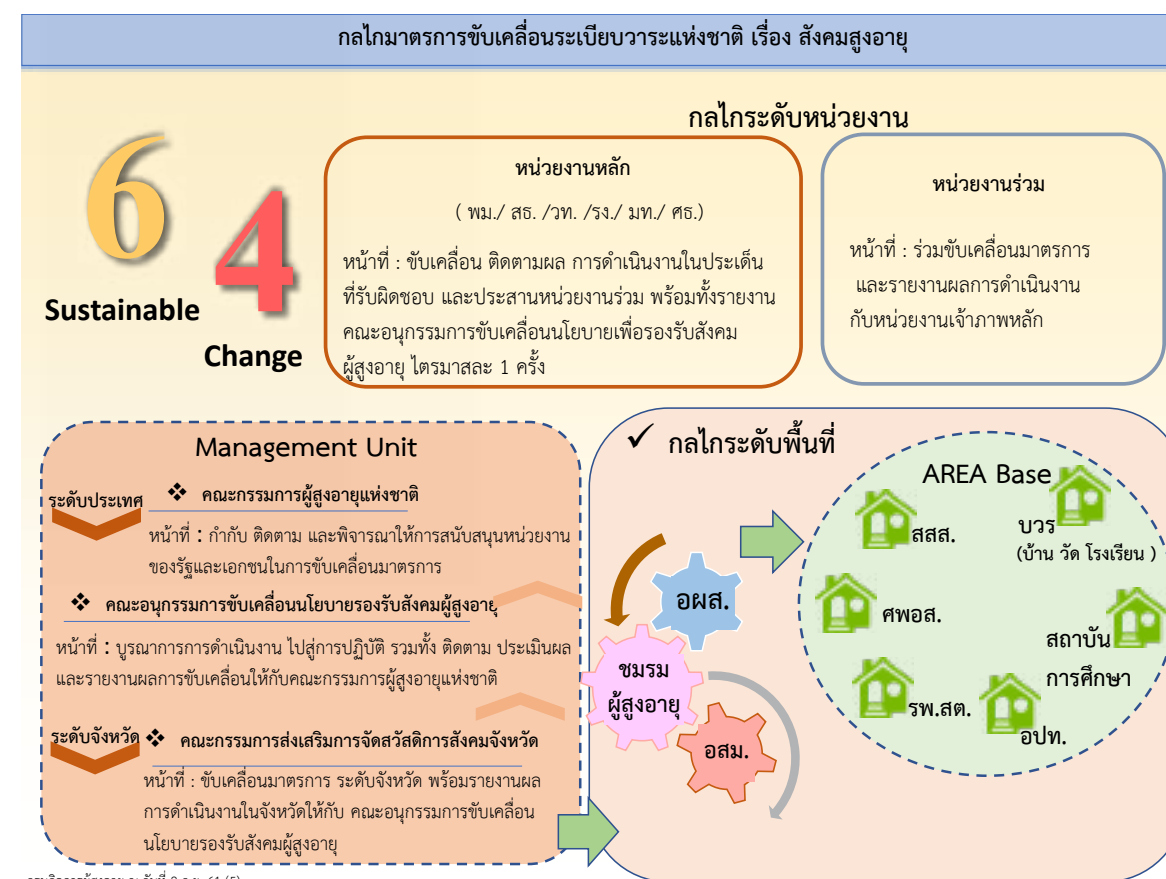 กลไกมาตรการขับเคลื่อนระเบียบวาระแห่งชาติ เรื่อง สังคมสูงอายุ
6
Sustainable
4
Change
กลไกระดับหน่วยงาน
หน่วยงานหลัก
( พม./ สธ. /วท. /รง./ มท./ ศธ.)
หน้าที่ : ขับเคลื่อน ติดตามผล การดำเนินงานในประเด็น
ที่รับผิดชอบ และประสานหน่วยงานร่วม พร้อมทั้งรายงาน
คณะอนุกรรมการขับเคลื่อนนโยบายเพื่อรองรับสังคม
ผู้สูงอายุ ไตรมาสละ 1 ครั้ง
หน่วยงานร่วม
หน้าที่ : ร่วมขับเคลื่อนมาตรการ
และรายงานผลการดำเนินงาน
กับหน่วยงานเจ้าภาพหลัก
Management Unit
ระดับประเทศ ❖ คณะกรรมการผู้สูงอายุแห่งชาติ
หน้าที่ : กำกับ ติดตาม และพิจารณาให้การสนับสนุนหน่วยงาน
ของรัฐและเอกชนในการขับเคลื่อนมาตรการ
❖ คณะอนุกรรมการขับเคลื่อนนโยบายรองรับสังคมผู้สูงอายุ
หน้าที่ : บูรณาการการดำเนินงาน ไปสู่การปฏิบัติ รวมทั้ง ติดตาม ประเมินผล
และรายงานผลการขับเคลื่อนให้กับคณะกรรมการผู้สูงอายุแห่งชาติ
ระดับจังหวัด ❖ คณะกรรมการส่งเสริมการจัดสวัสดิการสังคมจังหวัด
หน้าที่ : ขับเคลื่อนมาตรการ ระดับจังหวัด พร้อมรายงานผล
การดำเนินงานในจังหวัดให้กับ คณะอนุกรรมการขับเคลื่อน
นโยบายรองรับสังคมผู้สูงอายุ
✓ กลไกระดับพื้นที่
อผส.
ชมรม
ผู้สูงอายุ
อสม.
AREA Base
สสส.
บวร
(บ้าน วัด โรงเรียน )
ศพอส.
สถาบัน
การศึกษา
รพ.สต.
อปท.